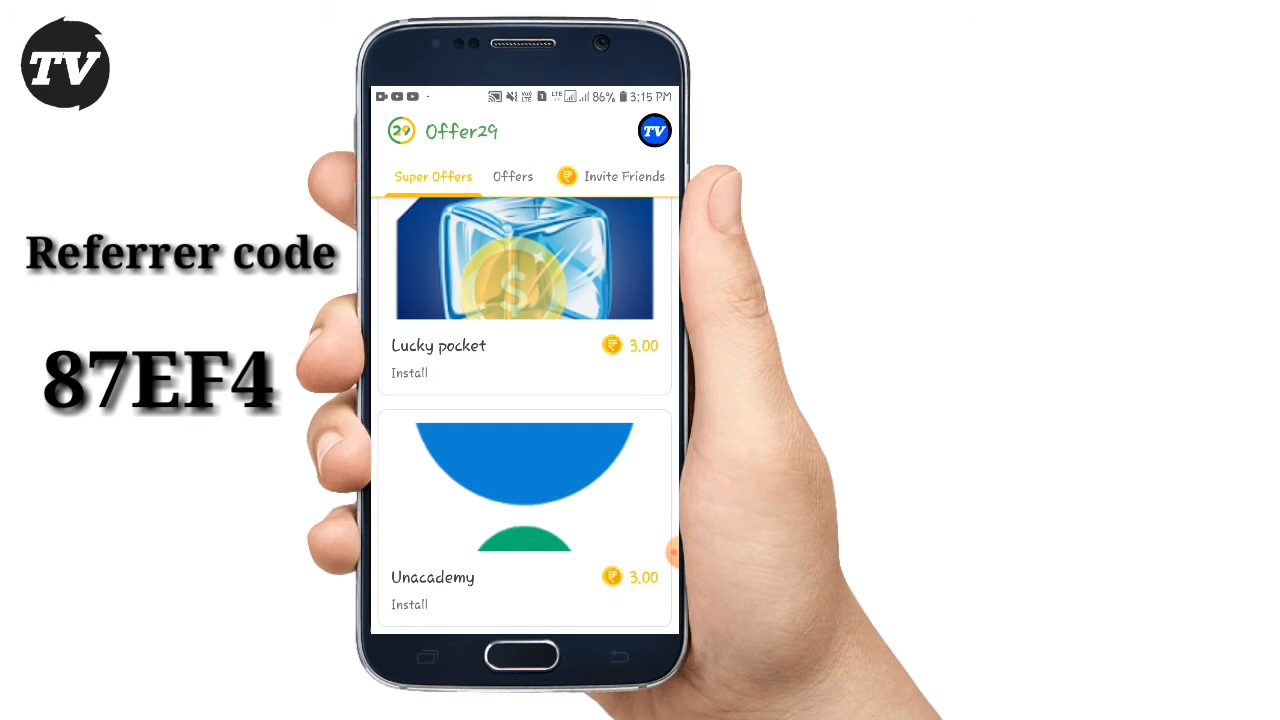 TV
Referrer code
87EF4
86% 3:15 PM
29 Offer29
TV
Super Offers Offers Invite Friends
Lucky pocket 3.00
Install
Unacademy 3.00
Install